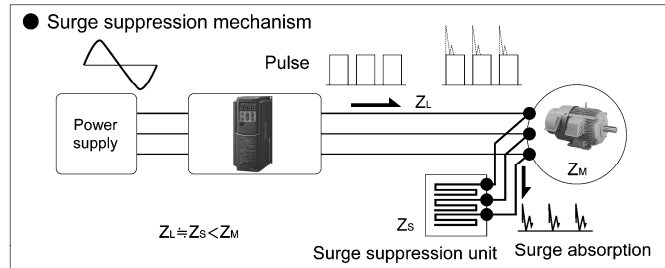 ● Surge suppression mechanism
Pulse
Power
supply
ZL
ZM
ZS
ZL≒ZS<ZM
Surge suppression unit
Surge absorption